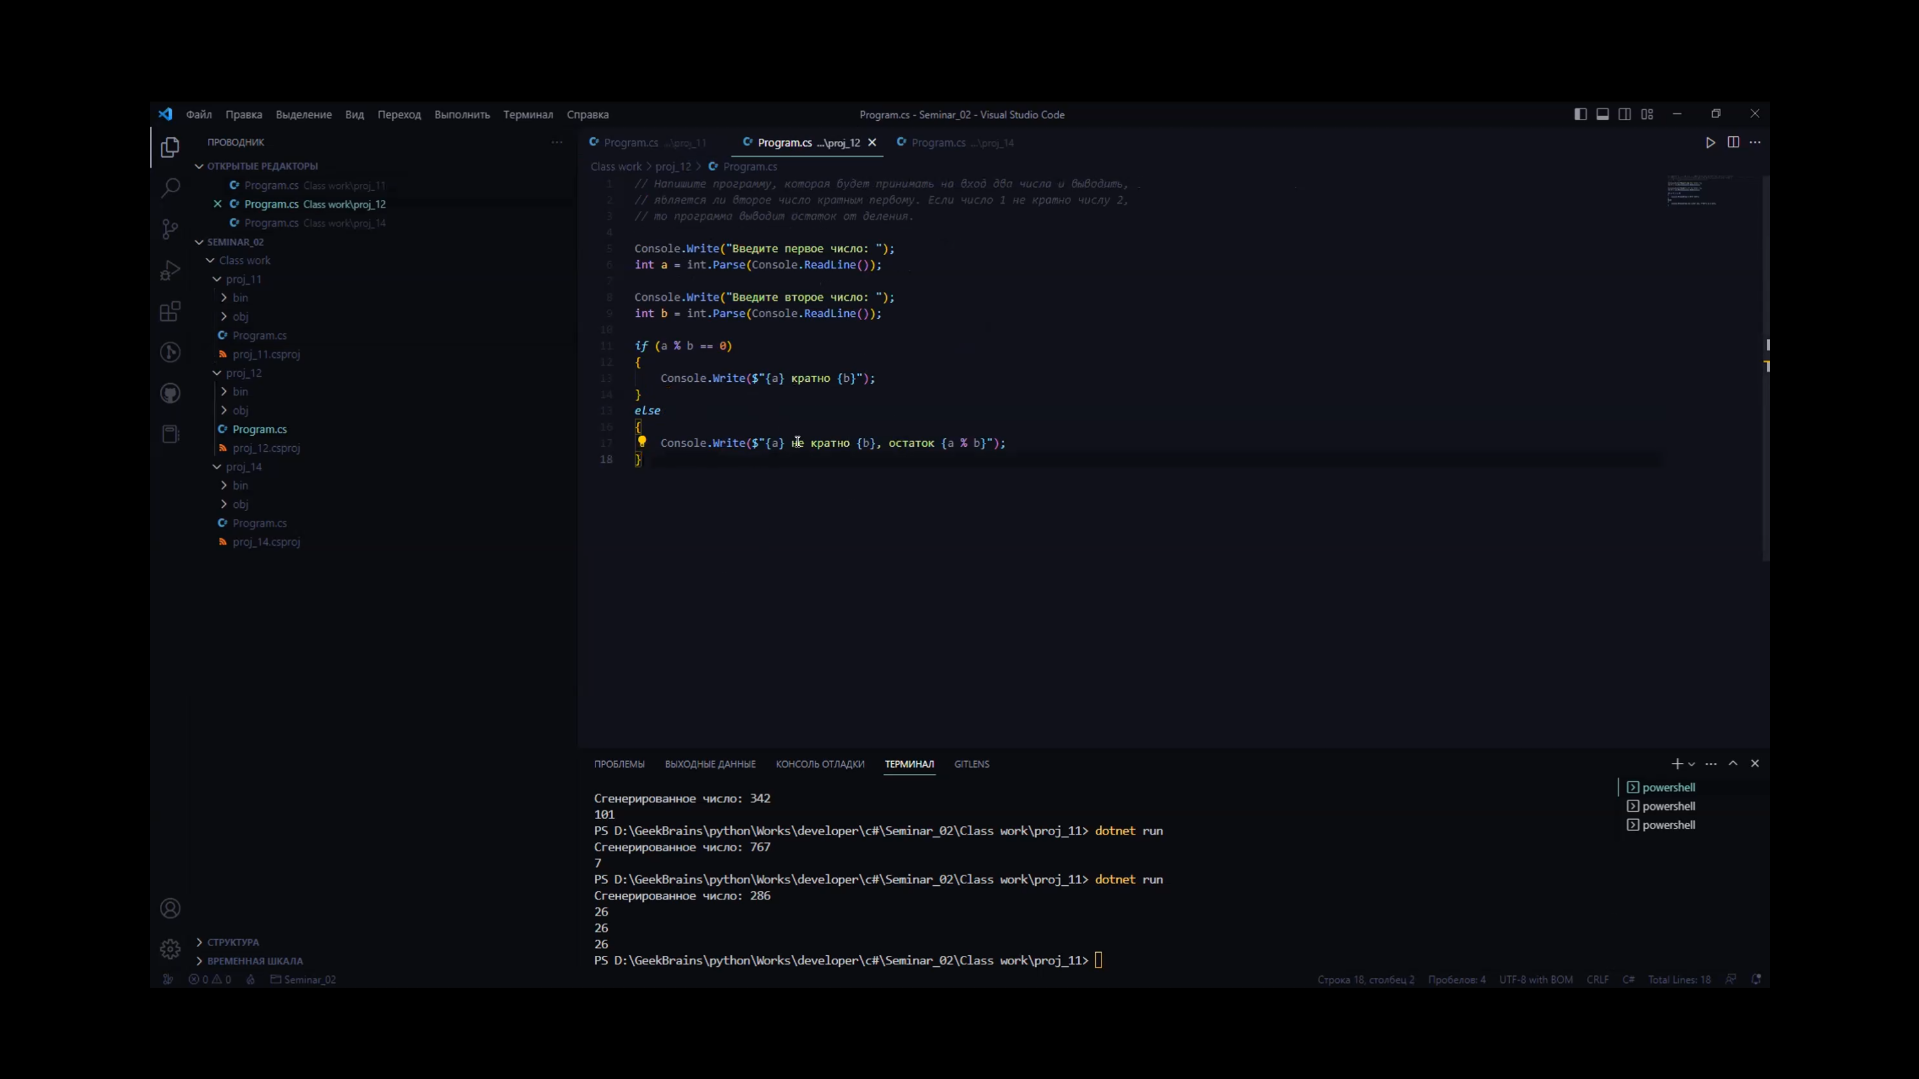 Файл Правка Выделение Вид Переход Выполнить Терминал Справка
Program.cs - Seminar_02 - Visual Studio Code
ПРОВОДНИК
ОТКРЫТЫЕ РЕДАКТОРЫ
Program.cs Class work\proj_11
Program.cs Class work\proj_12
Program.cs Class work\proj_14
SEMINAR_02
Class work
proj_11
bin
obj
Program.cs
proj_11.csproj
proj_12
bin
obj
Program.cs
proj_12.csproj
proj_14
bin
obj
Program.cs
proj_14.csproj
СТРУКТУРА
ВРЕМЕННАЯ ШКАЛА
Program.cs ...\proj_11
Program.cs ...\proj_12
Program.cs ...\proj_14
Class work > proj_12 > Program.cs
1 // Напишите программу, которая будет принимать на вход два числа и выводить,
2 // является ли второе число кратным первому. Если число 1 не кратно числу 2,
3 // то программа выводит остаток от деления.
4
5 Console.Write("Введите первое число: ");
6 int a = int.Parse(Console.ReadLine());
7
8 Console.Write("Введите второе число: ");
9 int b = int.Parse(Console.ReadLine());
10
11 if (a % b == 0)
12 {
13 Console.Write($"{a} кратно {b}");
14 }
15 else
16 {
17 Console.Write($"{a} не кратно {b}, остаток {a % b}");
18 }
ПРОБЛЕМЫ ВЫХОДНЫЕ ДАННЫЕ КОНСОЛЬ ОТЛАДКИ ТЕРМИНАЛ GITLENS
Сгенерированное число: 342
101
PS D:\GeekBrains\python\Works\developer\c#\Seminar_02\Class work\proj_11> dotnet run
Сгенерированное число: 767
7
PS D:\GeekBrains\python\Works\developer\c#\Seminar_02\Class work\proj_11> dotnet run
Сгенерированное число: 286
26
26
26
PS D:\GeekBrains\python\Works\developer\c#\Seminar_02\Class work\proj_11>
powershell
powershell
powershell
0 0 Seminar_02
Строка 18, столбец 2 Пробелов: 4 UTF-8 with BOM CRLF C# Total Lines: 18